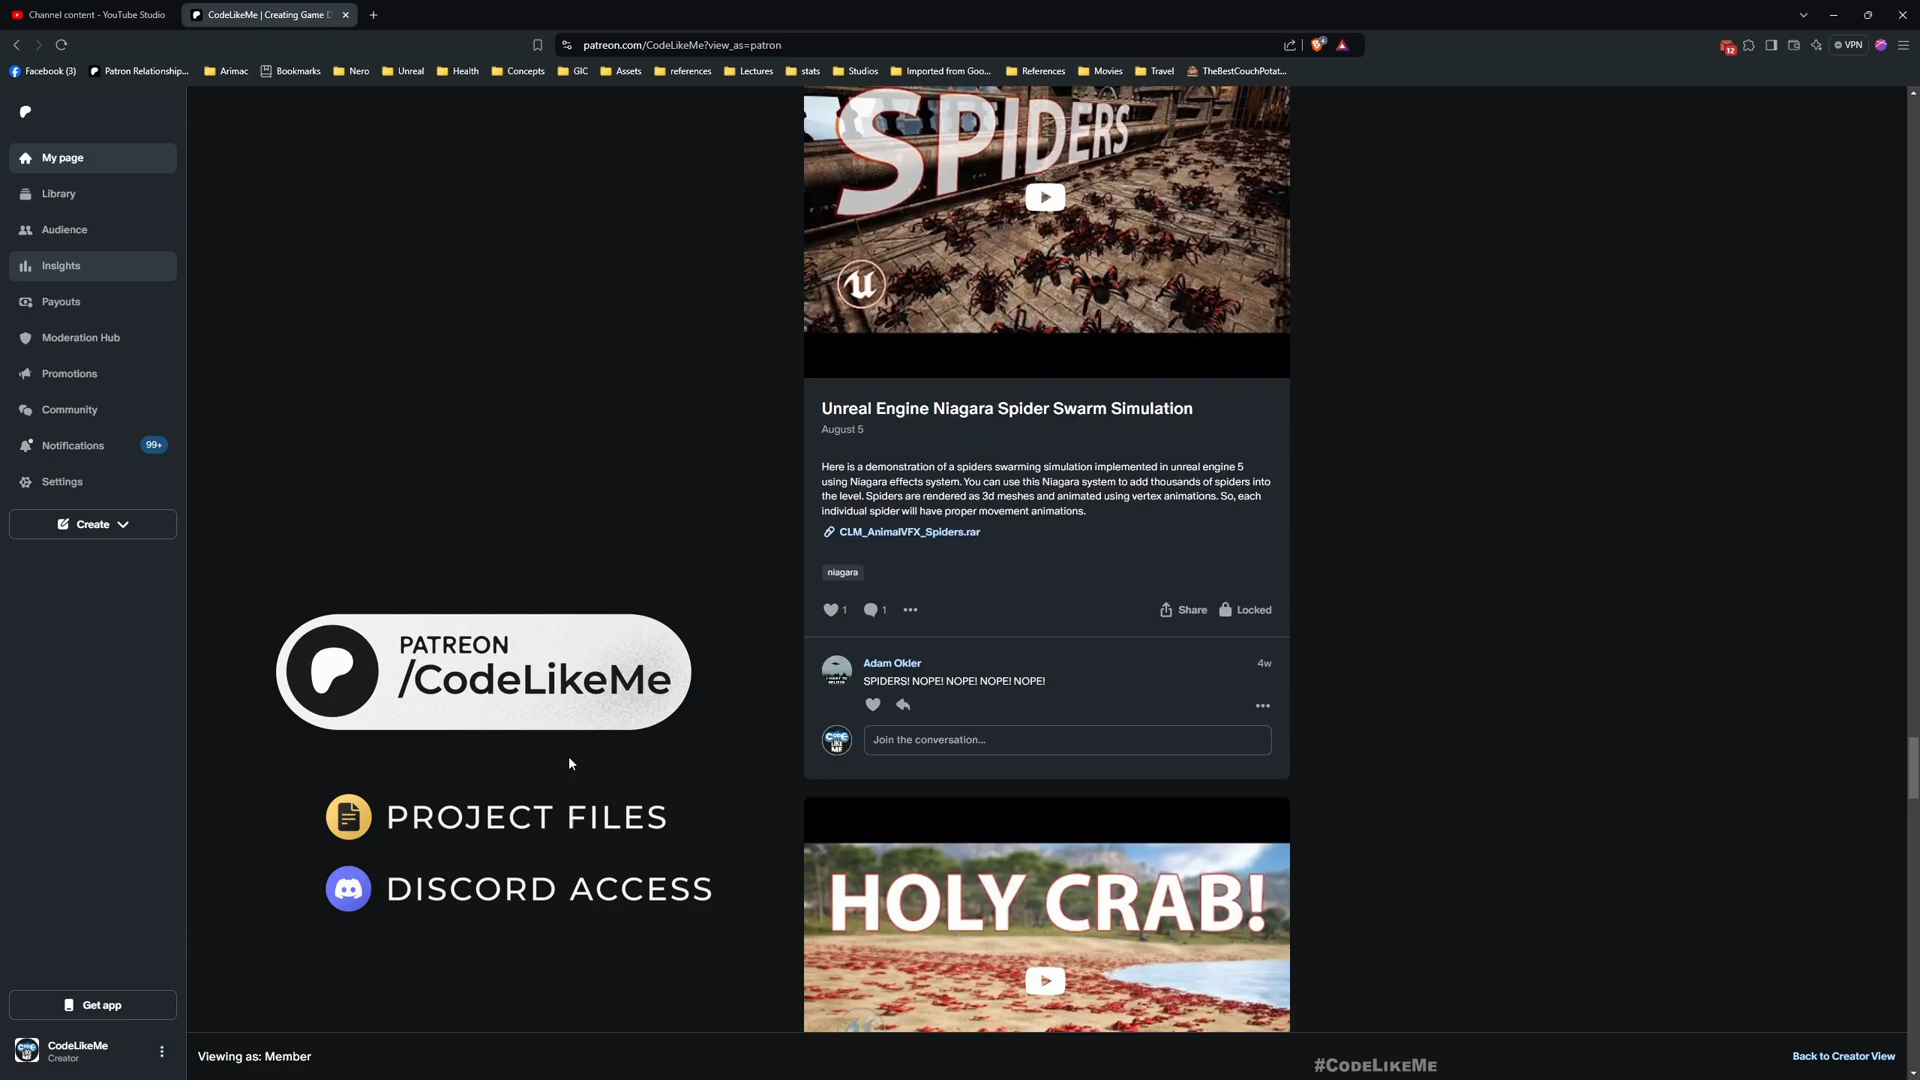 Channel content - YouTube Studio
CodeLikeMe | Creating Game D
patreon.com/CodeLikeMe?view_as=patron
12
VPN
Facebook (3)
Patron Relationship...
Arimac
Bookmarks
Nero
Unreal
Health
Concepts
GIC
Assets
references
Lectures
stats
Studios
Imported from Goo...
References
Movies
Travel
TheBestCouchPotat...
My page
Library
Audience
Insights
Payouts
Moderation Hub
Promotions
Community
Notifications 99+
Settings
Create
Get app
CodeLikeMe
Creator
PATREON
/CodeLikeMe
PROJECT FILES
DISCORD ACCESS
SPIDERS
Unreal Engine Niagara Spider Swarm Simulation
August 5
Here is a demonstration of a spiders swarming simulation implemented in unreal engine 5
using Niagara effects system. You can use this Niagara system to add thousands of spiders into
the level. Spiders are rendered as 3d meshes and animated using vertex animations. So, each
individual spider will have proper movement animations.
CLM_AnimalVFX_Spiders.rar
niagara
1 1 Share Locked
Adam Okler 4w
SPIDERS! NOPE! NOPE! NOPE! NOPE!
CODE
LIKE
ME
Join the conversation...
HOLY CRAB!
Viewing as: Member
#CODELIKEME
Back to Creator View